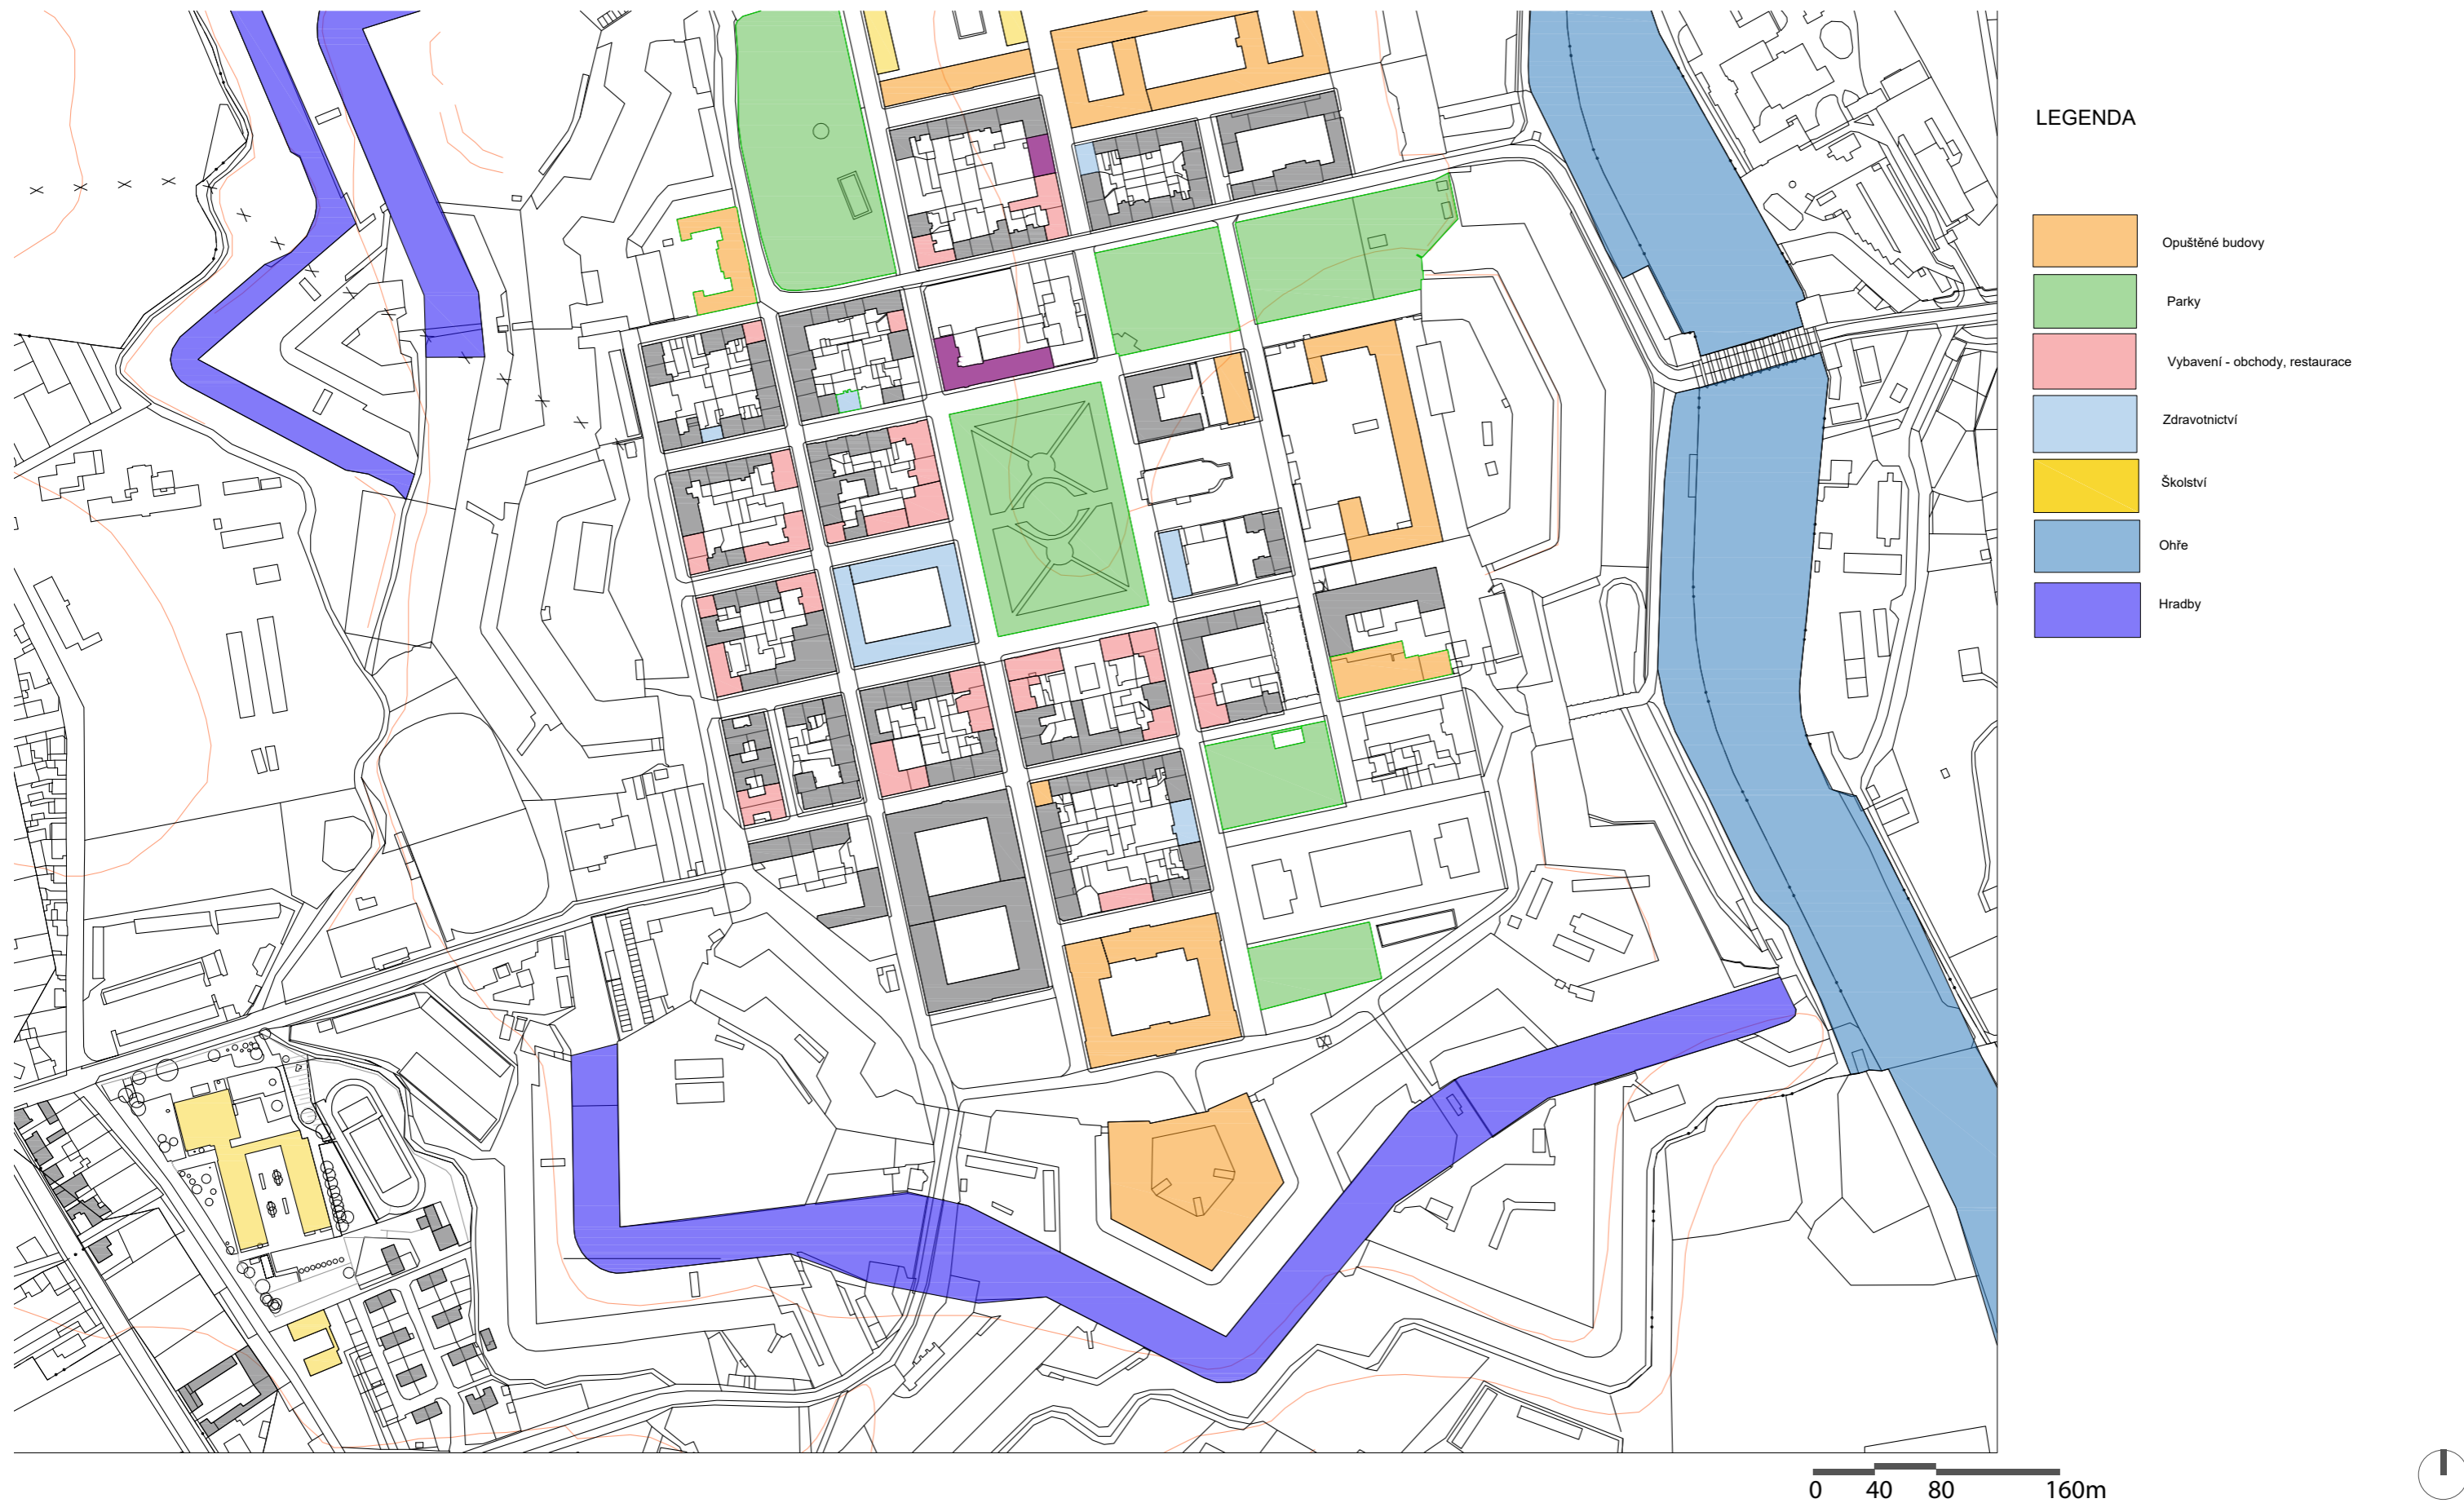 LEGENDA
Opuštěné budovy
Parky
Vybavení - obchody, restaurace
Zdravotnictví
Školství
Ohře
Hradby
0 40 80 160m